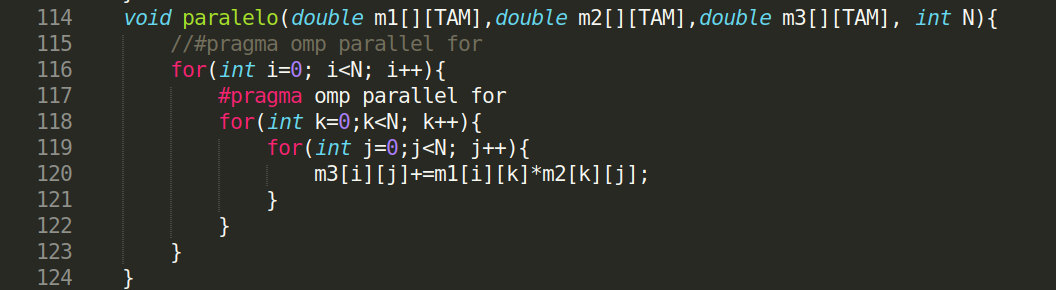 114 void paralelo(double m1[][TAM],double m2[][TAM],double m3[][TAM], int N){
115 //#pragma omp parallel for
116 for(int i=0; i<N; i++){
117 #pragma omp parallel for
118 for(int k=0;k<N; k++){
119 for(int j=0;j<N; j++){
120 m3[i][j]+=m1[i][k]*m2[k][j];
121 }
122 }
123 }
124 }